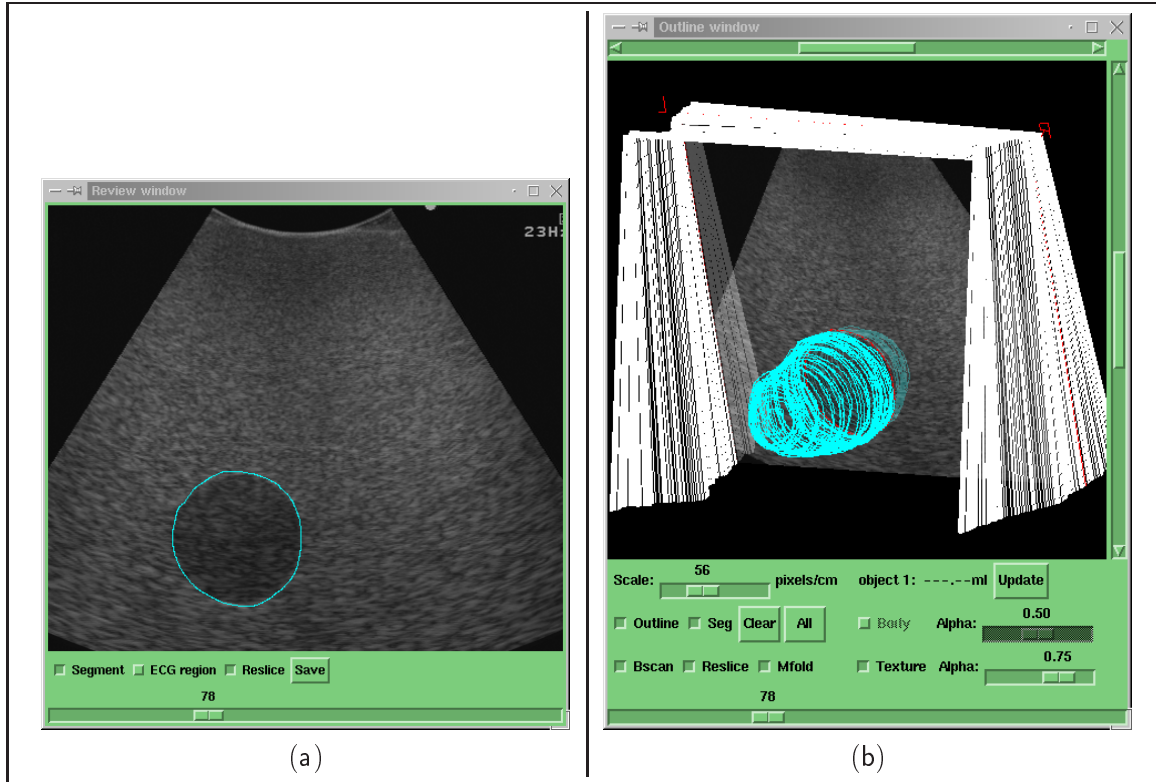 Review window
23H
Segment ECG region Reslice Save
78
(a)
Outline window
Scale: 56 pixels/cm object 1: ---.--ml Update
Outline Seg Clear All Body Alpha: 0.50
Bscan Reslice Mfold Texture Alpha: 0.75
78
(b)